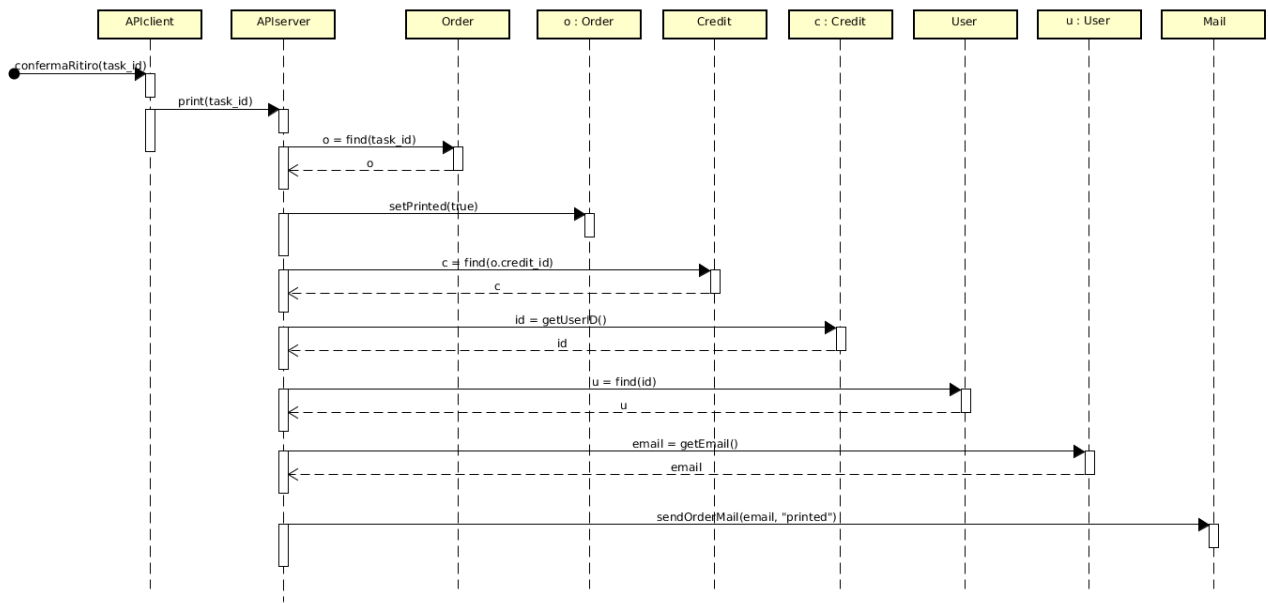 APIclient
APIserver
Order
o : Order
Credit
c : Credit
User
u : User
Mail
confermaRitiro(task_id)
print(task_id)
o = find(task_id)
o
setPrinted(true)
c = find(o.credit_id)
c
id = getUserID()
id
u = find(id)
u
email = getEmail()
email
sendOrderMail(email, "printed")